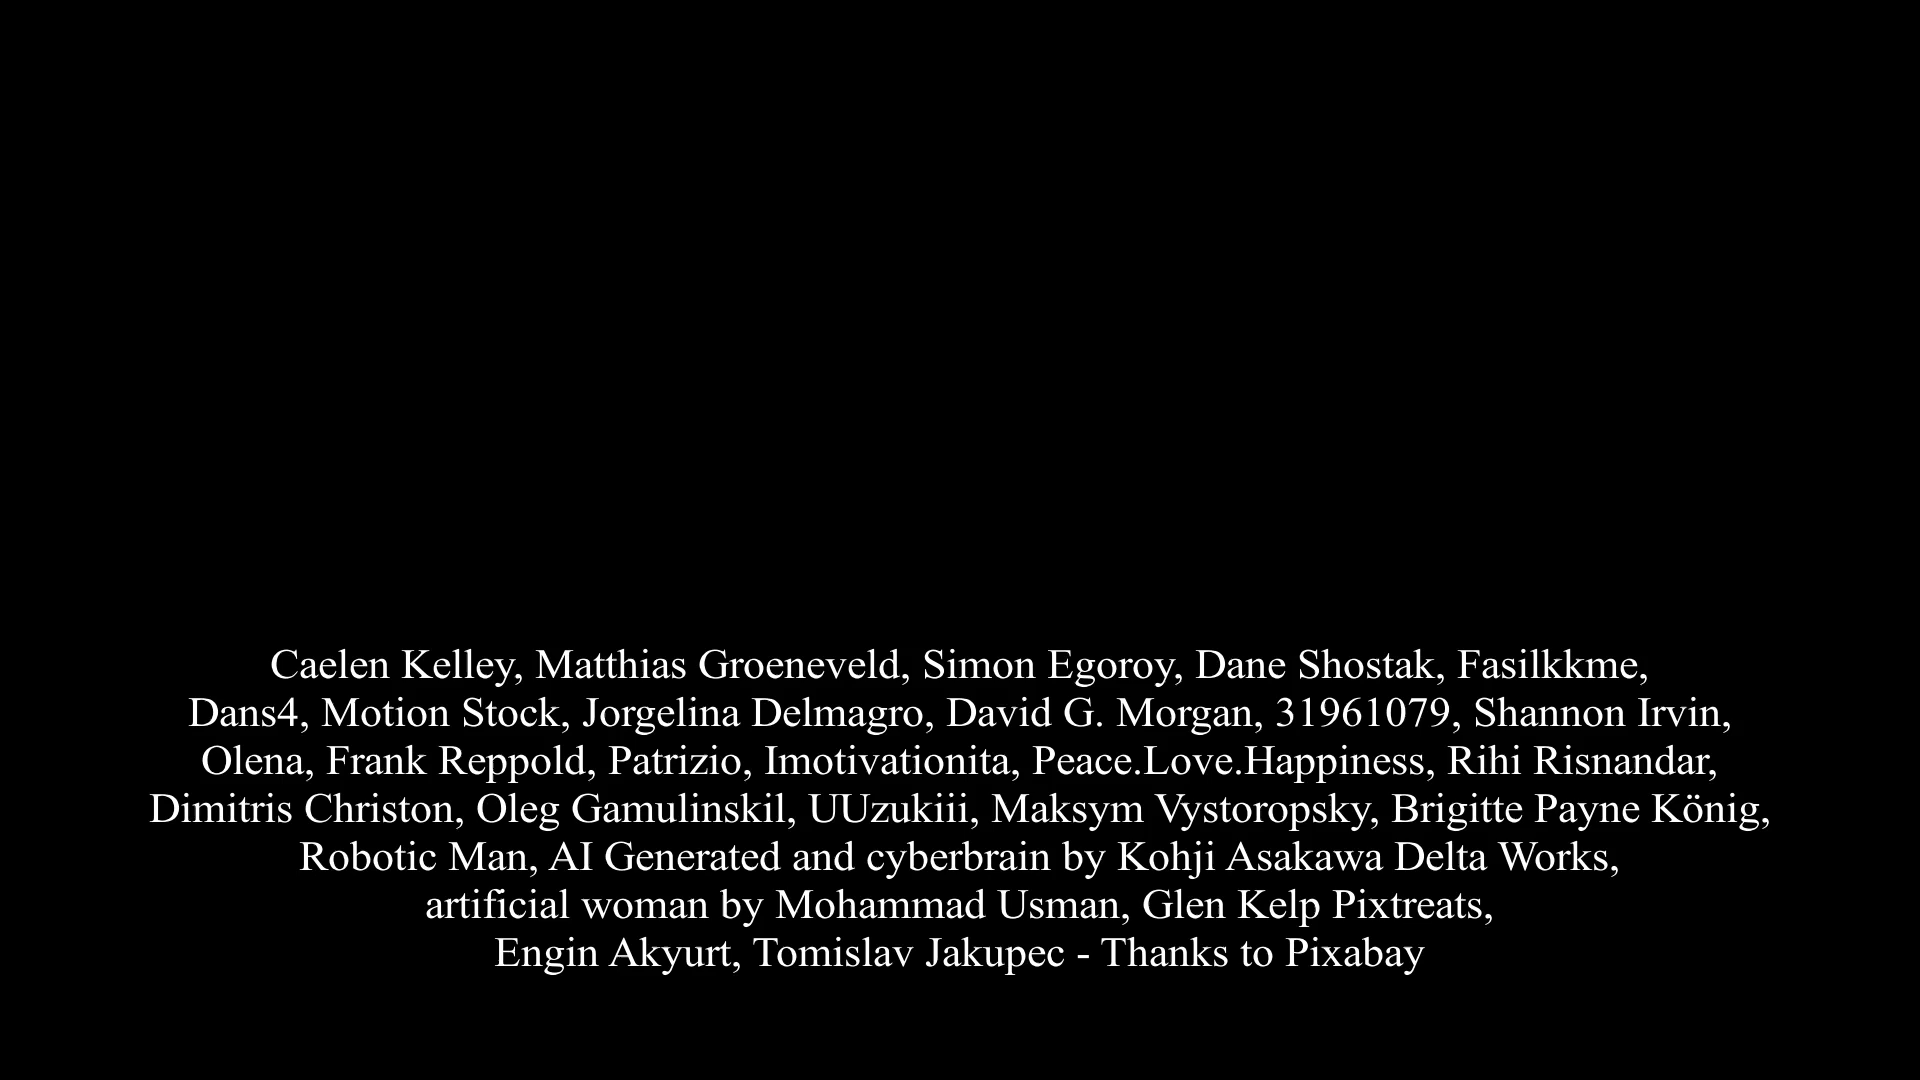 Caelen Kelley, Matthias Groeneveld, Simon Egoroy, Dane Shostak, Fasilkkme,
Dans4, Motion Stock, Jorgelina Delmagro, David G. Morgan, 31961079, Shannon Irvin,
Olena, Frank Reppold, Patrizio, Imotivationita, Peace.Love.Happiness, Rihi Risnandar,
Dimitris Christon, Oleg Gamulinskil, UUzukiii, Maksym Vystoropsky, Brigitte Payne König,
Robotic Man, AI Generated and cyberbrain by Kohji Asakawa Delta Works,
artificial woman by Mohammad Usman, Glen Kelp Pixtreats,
Engin Akyurt, Tomislav Jakupec - Thanks to Pixabay